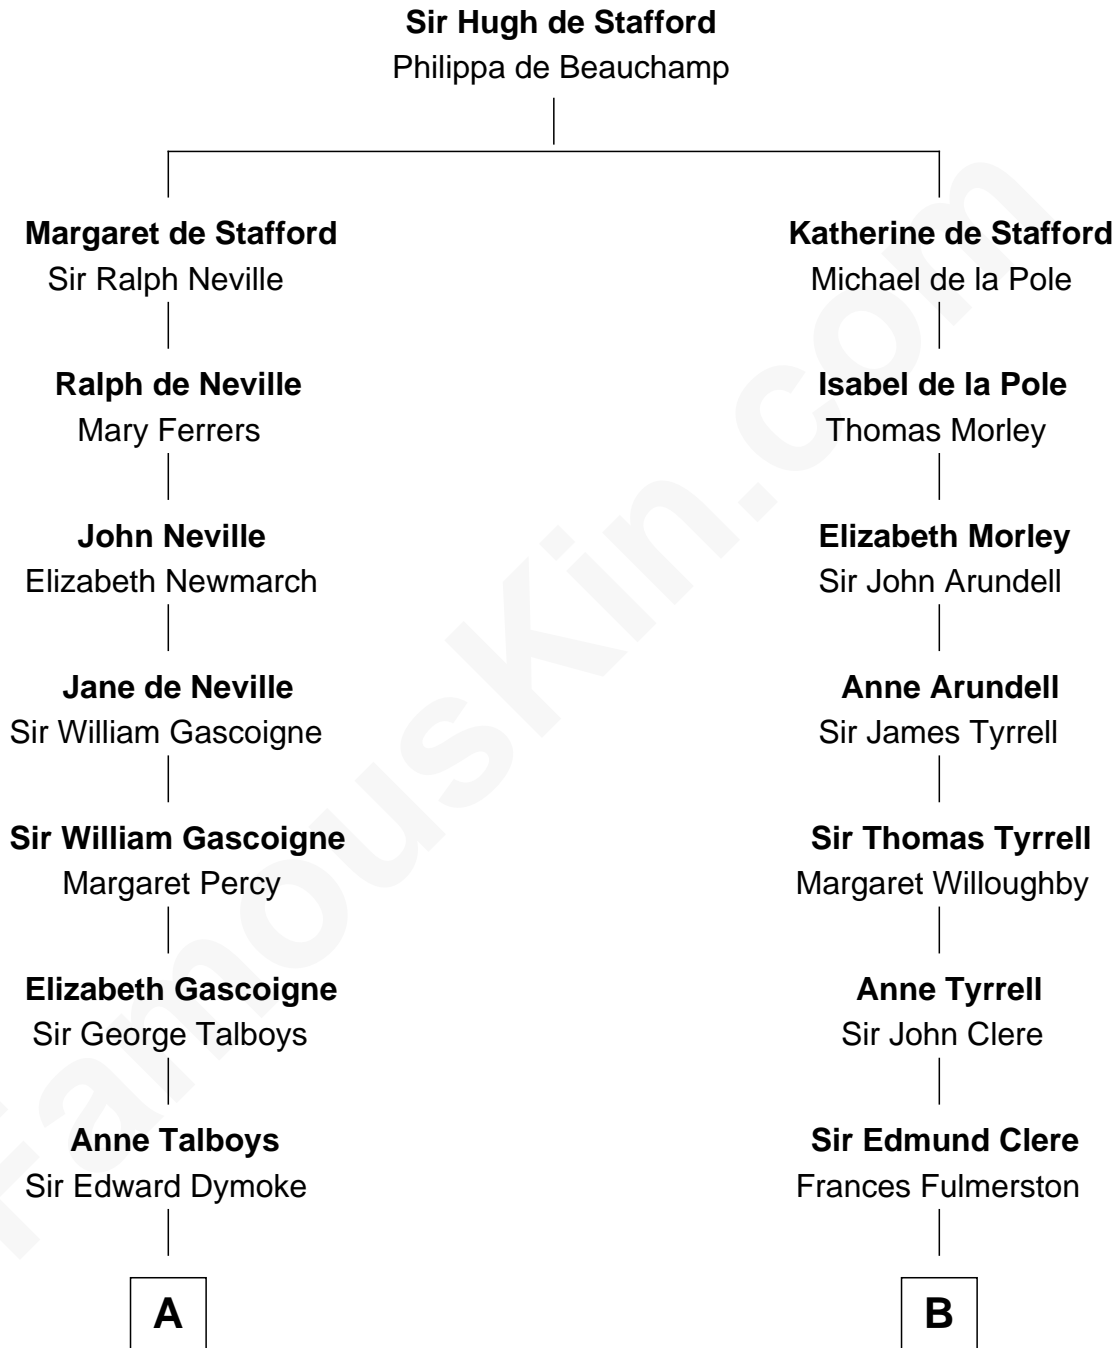 Sir Hugh de Stafford
Philippa de Beauchamp
Margaret de Stafford
Sir Ralph Neville
Katherine de Stafford
Michael de la Pole
Ralph de Neville
Mary Ferrers
Isabel de la Pole
Thomas Morley
John Neville
Elizabeth Newmarch
Elizabeth Morley
Sir John Arundell
Jane de Neville
Sir William Gascoigne
Anne Arundell
Sir James Tyrrell
Sir William Gascoigne
Margaret Percy
Sir Thomas Tyrrell
Margaret Willoughby
Elizabeth Gascoigne
Sir George Talboys
Anne Tyrrell
Sir John Clere
Anne Talboys
Sir Edward Dymoke
Sir Edmund Clere
Frances Fulmerston
A
B
FamousKin.com